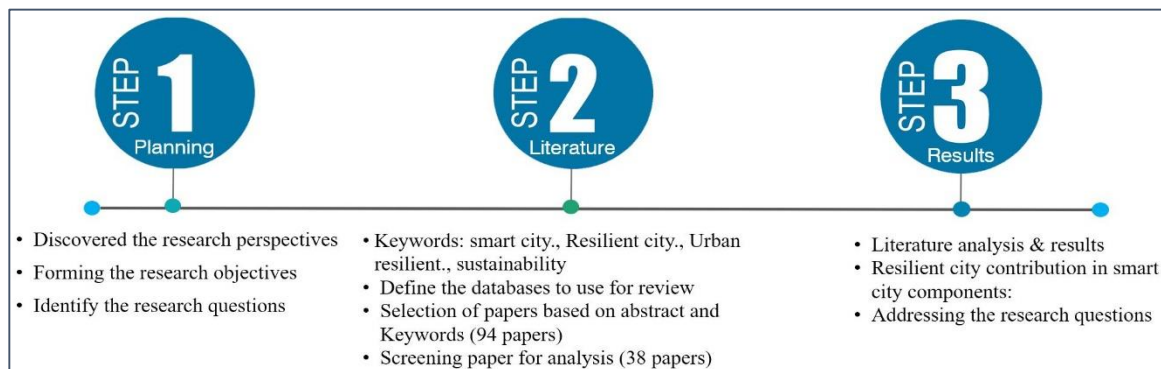 STEP 1
Planning
• Discovered the research perspectives
• Forming the research objectives
• Identify the research questions
STEP 2
Literature
• Keywords: smart city., Resilient city., Urban
resilient., sustainability
• Define the databases to use for review
• Selection of papers based on abstract and
Keywords (94 papers)
• Screening paper for analysis (38 papers)
STEP 3
Results
• Literature analysis & results
• Resilient city contribution in smart
city components:
• Addressing the research questions